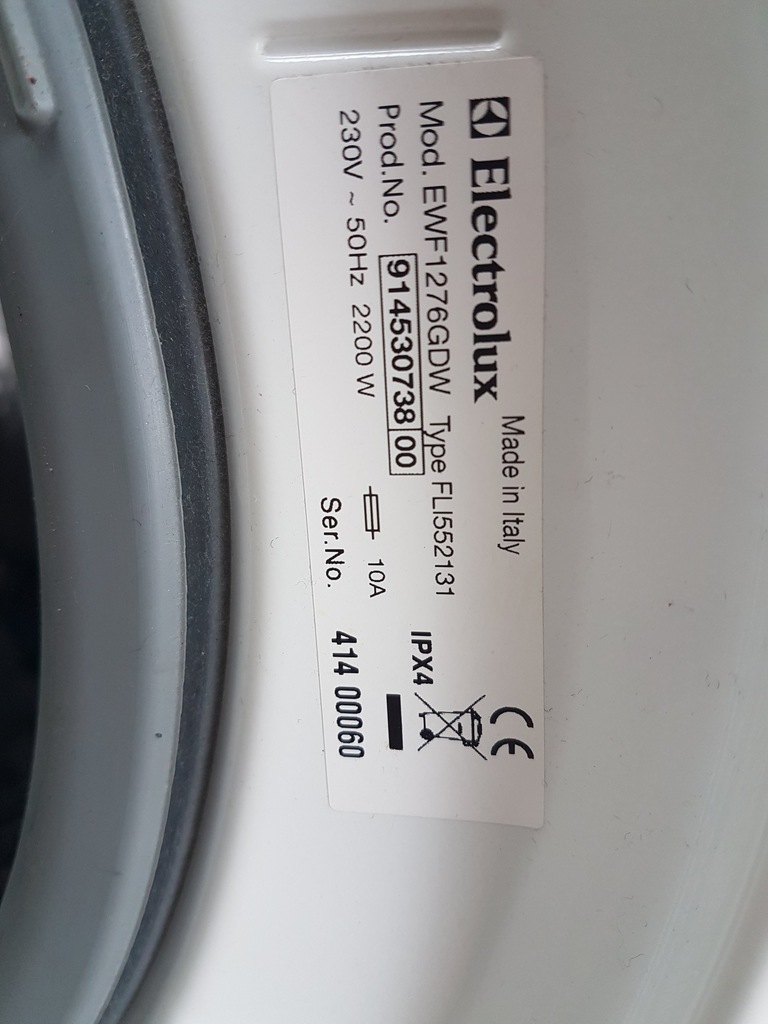 Electrolux Made in Italy
Mod. EWF1276GDW Type FLI552131
Prod.No. 914530738 00 IPX4
230V ~ 50Hz 2200 W 10A
Ser.No. 414 00060
CE